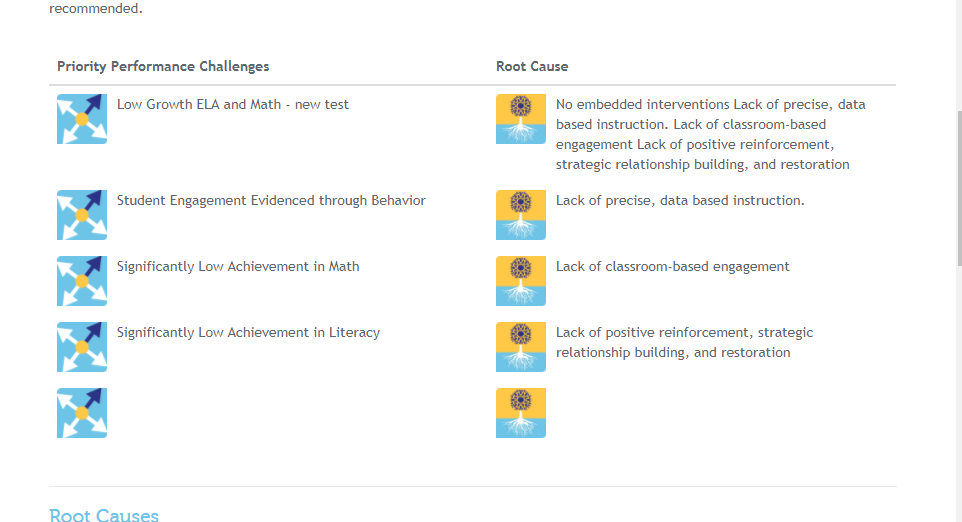 recommended.
Priority Performance Challenges
Root Cause
Low Growth ELA and Math - new test
No embedded interventions Lack of precise, data
based instruction. Lack of classroom-based
engagement Lack of positive reinforcement,
strategic relationship building, and restoration
Student Engagement Evidenced through Behavior
Lack of precise, data based instruction.
Significantly Low Achievement in Math
Lack of classroom-based engagement
Significantly Low Achievement in Literacy
Lack of positive reinforcement, strategic
relationship building, and restoration
Root Causes